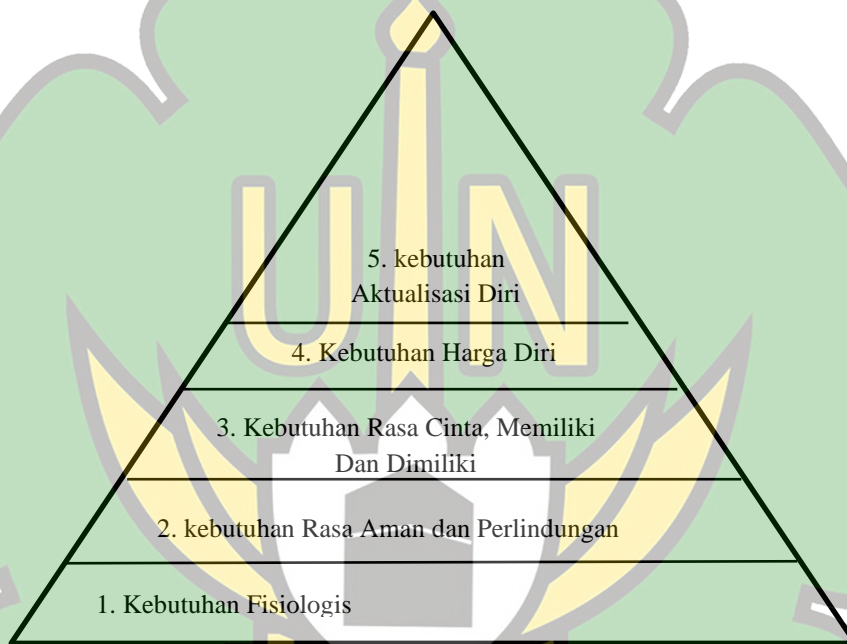 UIN
5. kebutuhan
Aktualisasi Diri
4. Kebutuhan Harga Diri
3. Kebutuhan Rasa Cinta, Memiliki
Dan Dimiliki
2. kebutuhan Rasa Aman dan Perlindungan
1. Kebutuhan Fisiologis